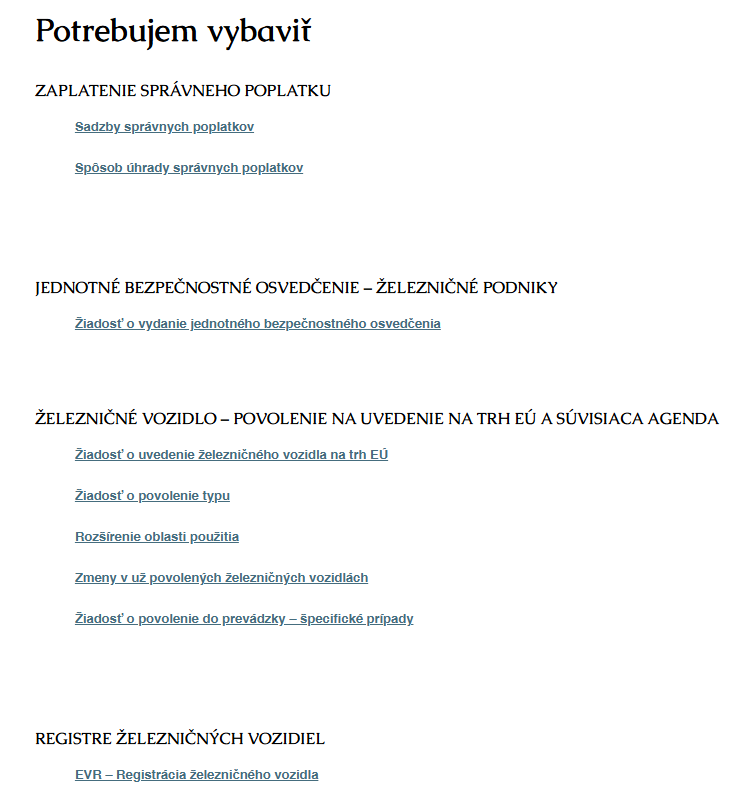 Potrebujem vybaviť
ZAPLATENIE SPRÁVNEHO POPLATKU
Sadzby správnych poplatkov
Spôsob úhrady správnych poplatkov
JEDNOTNÉ BEZPEČNOSTNÉ OSVEDČENIE – ŽELEZNIČNÉ PODNIKY
Žiadosť o vydanie jednotného bezpečnostného osvedčenia
ŽELEZNIČNÉ VOZIDLO – POVOLENIE NA UVEDENIE NA TRH EÚ A SÚVISIACA AGENDA
Žiadosť o uvedenie železničného vozidla na trh EÚ
Žiadosť o povolenie typu
Rozšírenie oblasti použitia
Zmeny v už povolených železničných vozidlách
Žiadosť o povolenie do prevádzky – špecifické prípady
REGISTRE ŽELEZNIČNÝCH VOZIDIEL
EVR – Registrácia železničného vozidla